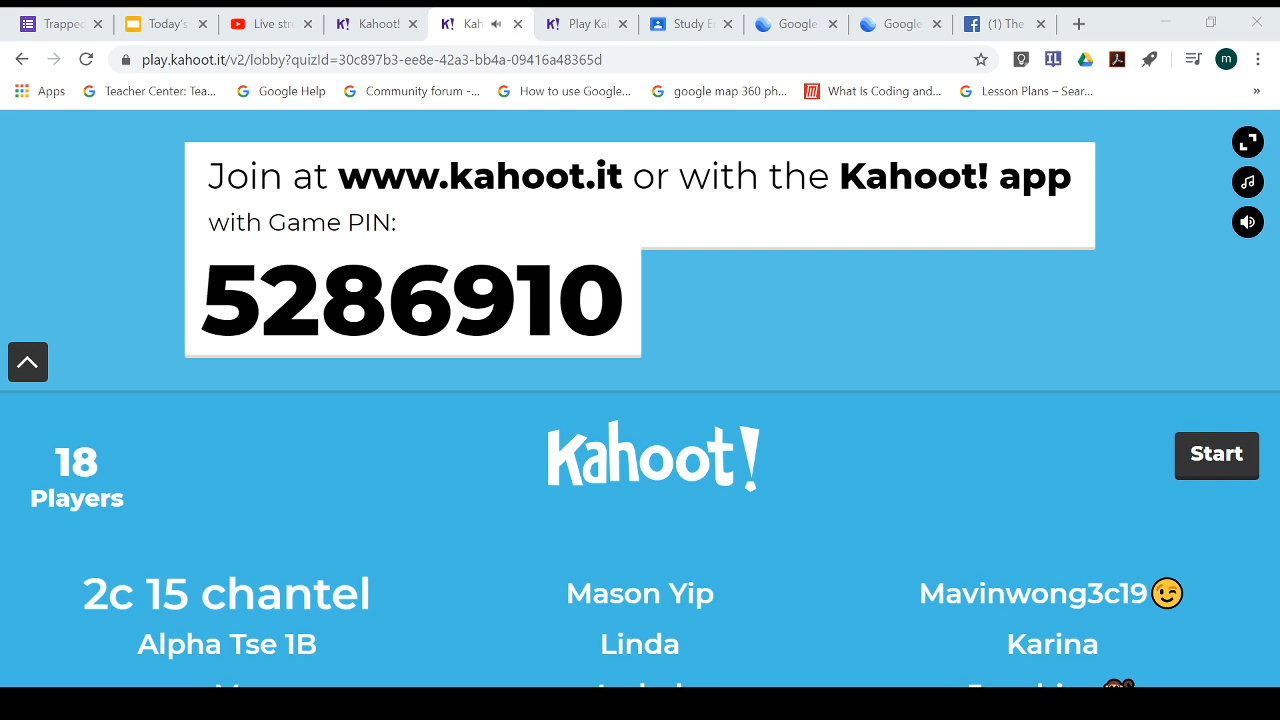 Trapped
Today's
Live str
Kahoot!
Kah
Play Ka
Study E
Google
Google
(1) The
play.kahoot.it/v2/lobby?quizId=30c897b3-ee8e-42a3-bb4a-09416a48365d
m
Apps
Teacher Center: Tea...
Google Help
Community forum -...
How to use Google...
google map 360 ph...
What Is Coding and...
Lesson Plans – Sear...
»
Join at www.kahoot.it or with the Kahoot! app
with Game PIN:
5286910
18
Players
Kahoot!
Start
2c 15 chantel
Mason Yip
Mavinwong3c19😉
Alpha Tse 1B
Linda
Karina